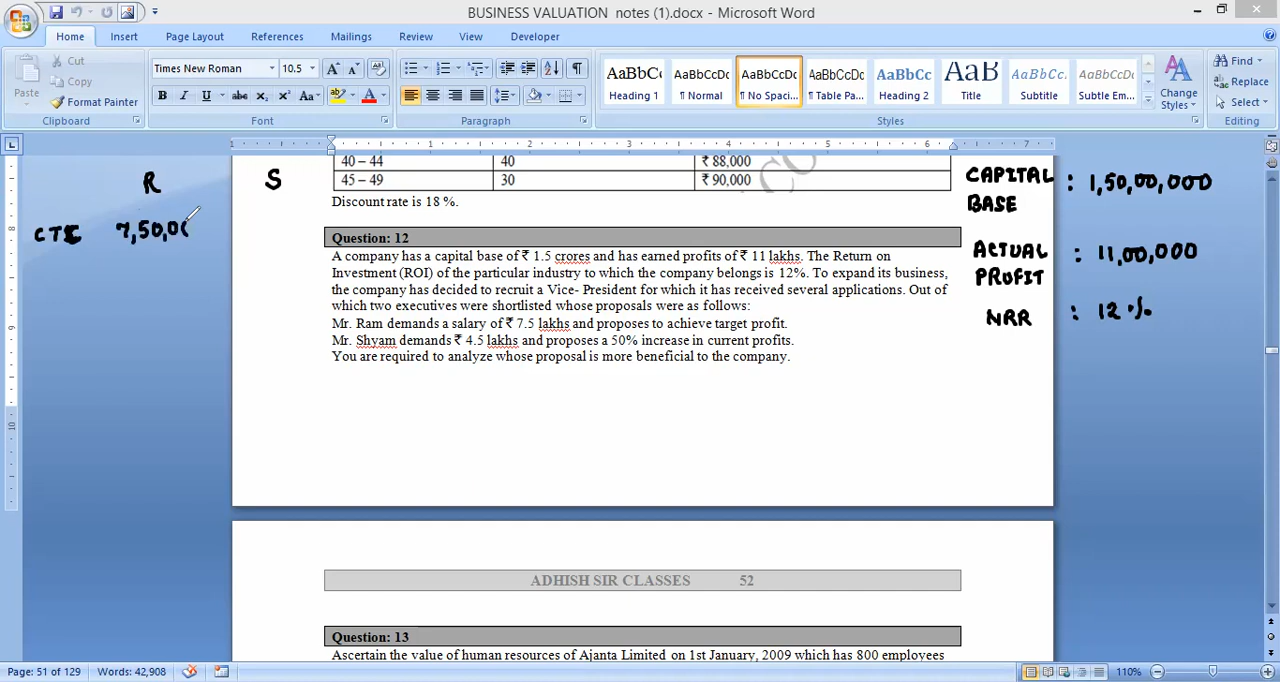 BUSINESS VALUATION notes (1).docx - Microsoft Word
Home Insert Page Layout References Mailings Review View Developer
Paste
Cut
Copy
Format Painter
Clipboard
Times New Roman 10.5
Font
Paragraph
AaBbCc AaBbCcDc AaBbCcDc AaBbCcDc AaBbCc AaB AaBbCc. AaBbCcDc
Heading 1 ¶ Normal ¶ No Spaci... ¶ Table Pa... Heading 2 Title Subtitle Subtle Em...
Styles
Change Styles
Find
Replace
Select
Editing
40 – 44 40 ₹ 88,000
45 – 49 30 ₹ 90,000
Discount rate is 18 %.
R S
CTC 7,50,00
CAPITAL BASE : 1,50,00,000
ACTUAL PROFIT : 11,00,000
NRR : 12 %
Question: 12
A company has a capital base of ₹ 1.5 crores and has earned profits of ₹ 11 lakhs. The Return on
Investment (ROI) of the particular industry to which the company belongs is 12%. To expand its business,
the company has decided to recruit a Vice- President for which it has received several applications. Out of
which two executives were shortlisted whose proposals were as follows:
Mr. Ram demands a salary of ₹ 7.5 lakhs and proposes to achieve target profit.
Mr. Shyam demands ₹ 4.5 lakhs and proposes a 50% increase in current profits.
You are required to analyze whose proposal is more beneficial to the company.
ADHISH SIR CLASSES 52
Question: 13
Ascertain the value of human resources of Ajanta Limited on 1st January, 2009 which has 800 employees
Page: 51 of 129 Words: 42,908 110%